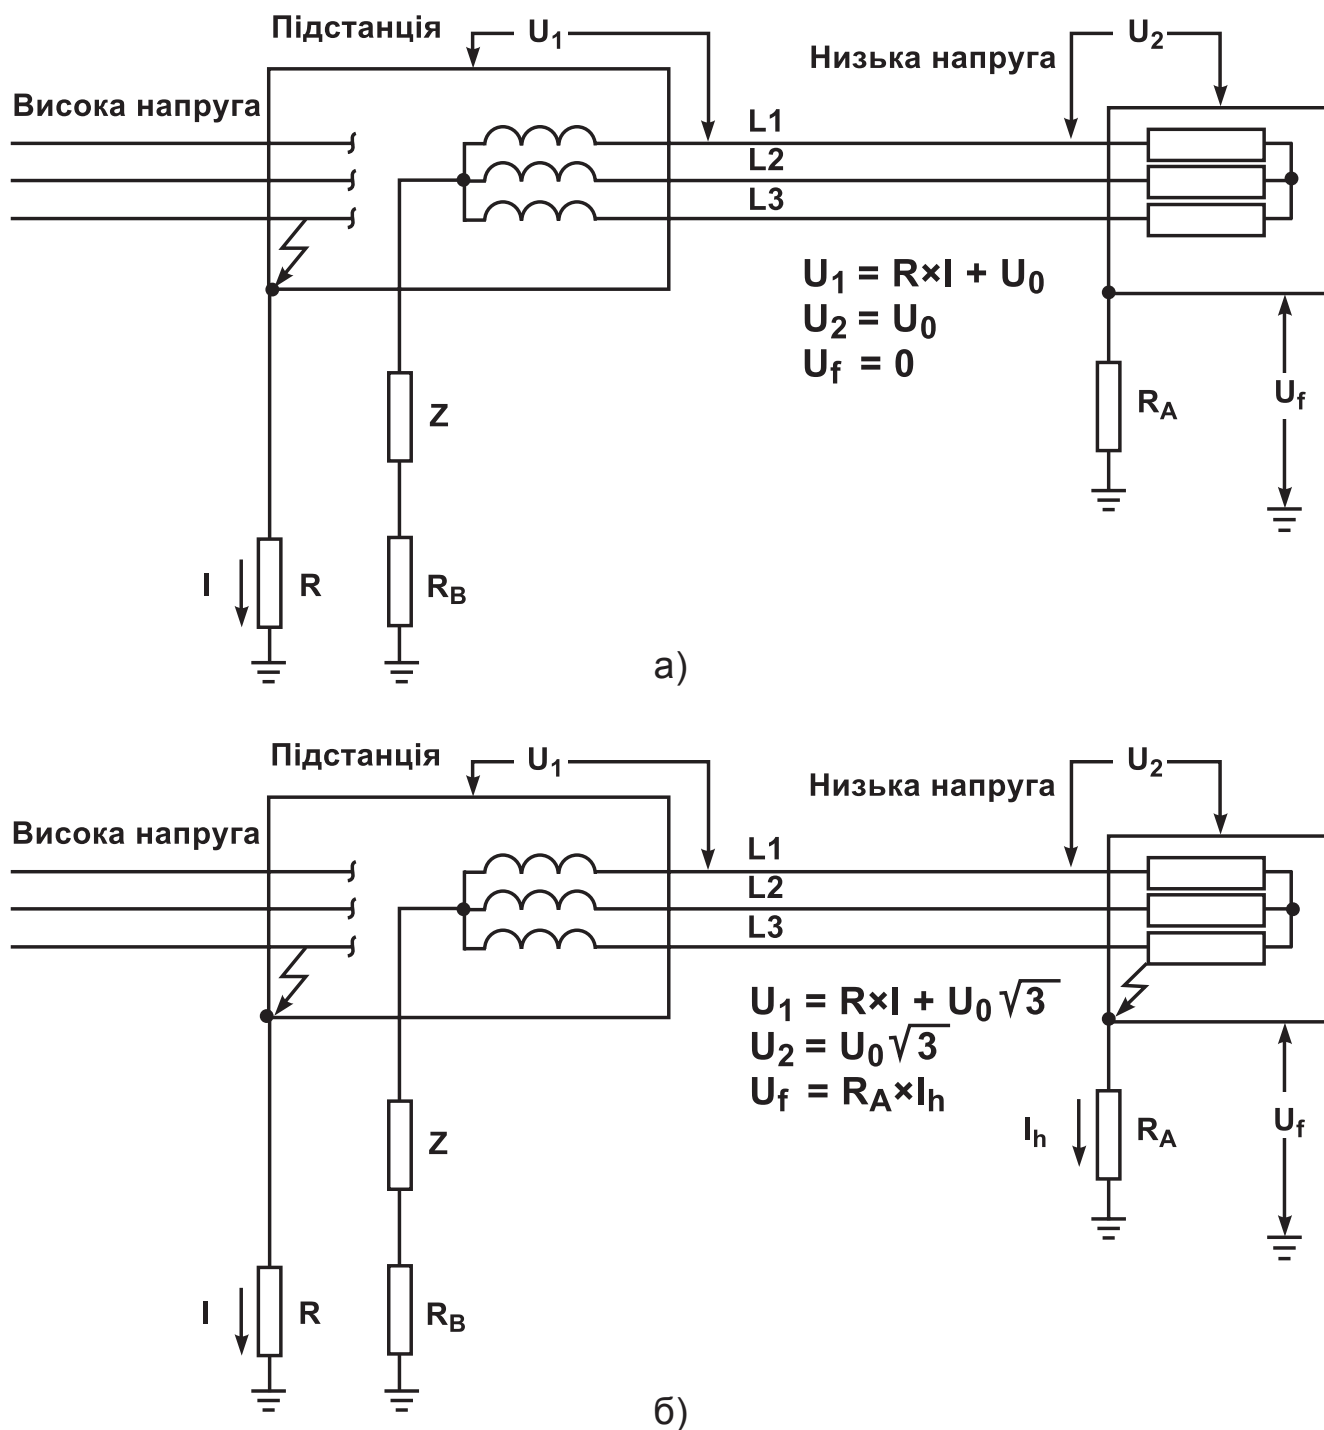 Підстанція
U1
Низька напруга
U2
Висока напруга
L1
L2
L3
U1 = R×I + U0
U2 = U0
Uf = 0
Z
RA
Uf
I
R
RB
а)
Підстанція
U1
Низька напруга
U2
Висока напруга
L1
L2
L3
U1 = R×I + U0√3
U2 = U0√3
Uf = RA×Ih
Z
Ih
RA
Uf
I
R
RB
б)